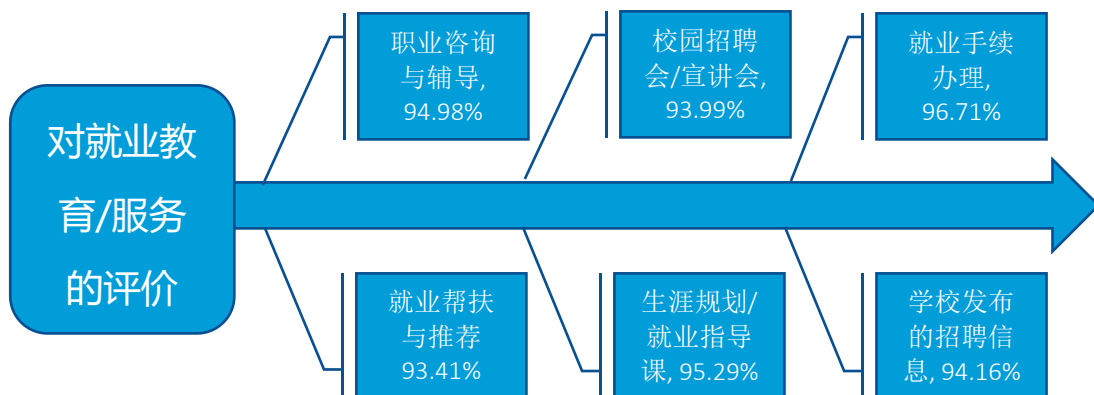 对就业教
育/服务
的评价
职业咨询
与辅导,
94.98%
校园招聘
会/宣讲会,
93.99%
就业手续
办理,
96.71%
就业帮扶
与推荐
93.41%
生涯规划/
就业指导
课, 95.29%
学校发布
的招聘信
息, 94.16%